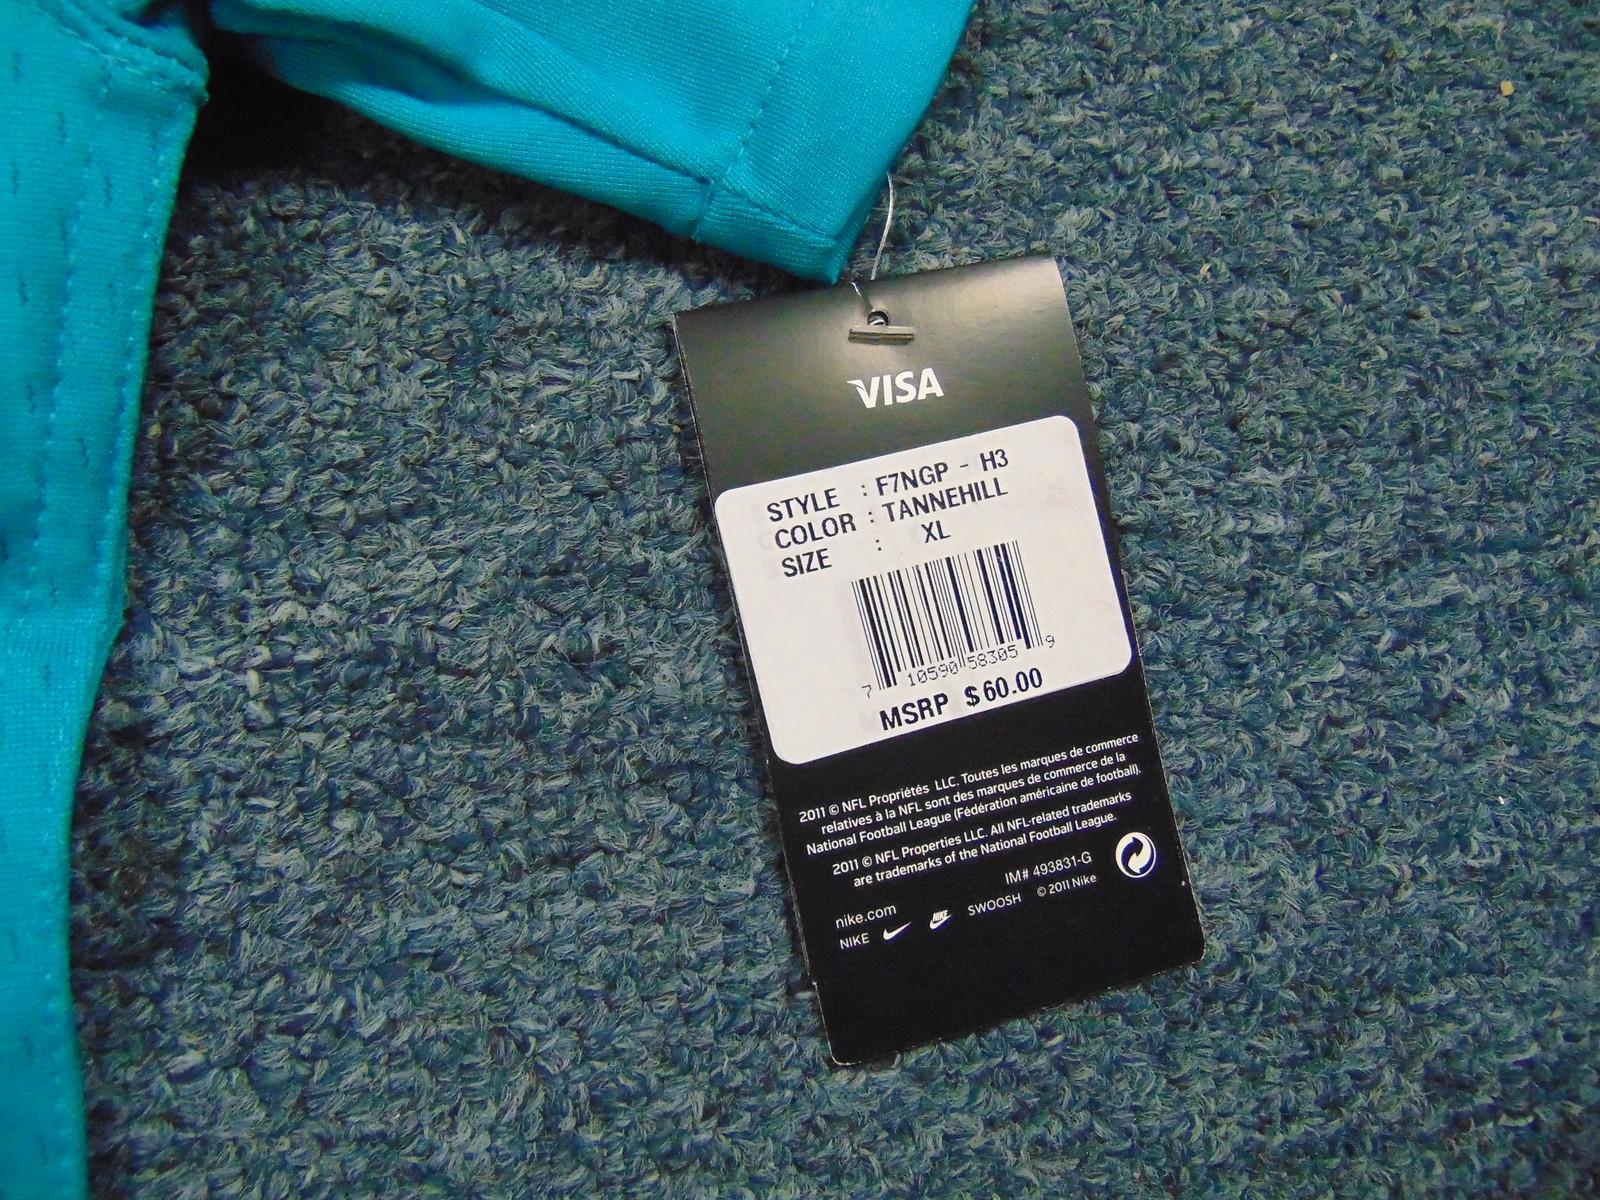 VISA
STYLE : F7NGP - H3
COLOR : TANNEHILL
SIZE : XL
7 10590 58305 9
MSRP $60.00
2011 © NFL Propriétés LLC. Toutes les marques de commerce
relatives à la NFL sont des marques de commerce de la
National Football League (Fédération américaine de football).
2011 © NFL Properties LLC. All NFL-related trademarks
are trademarks of the National Football League.
IM# 493831-G
nike.com
NIKE NIKE SWOOSH © 2011 Nike